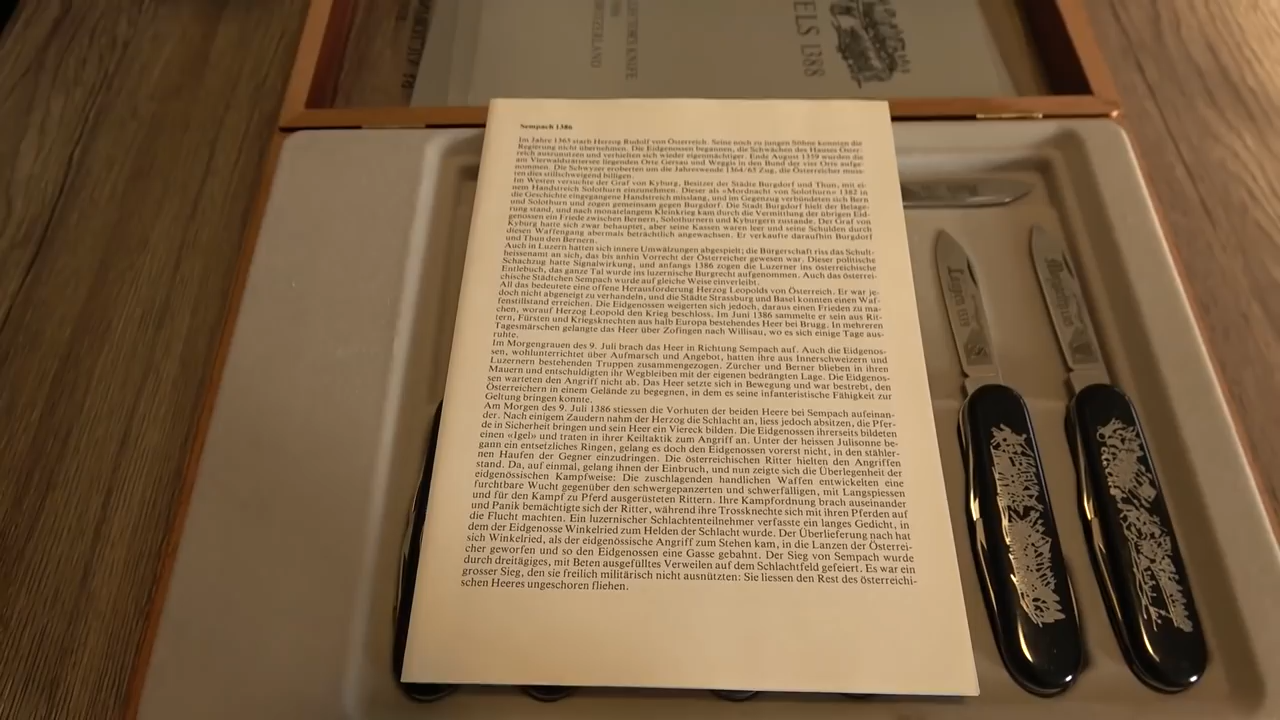 ELS 1388
KNIFE
Sempach 1386
Im Jahre 1365 starb Herzog Rudolf von Österreich. Seine noch zu jungen Söhne konnten die
Regierung nicht übernehmen. Die Eidgenossen begannen, die Schwächen des Hauses Öster-
reich auszunutzen und verhielten sich wieder eigenmächtiger. Ende August 1359 wurden die
am Vierwaldstättersee liegenden Orte Gersau und Weggis in den Bund der vier Orte aufge-
nommen. Die Schwyzer eroberten um die Jahreswende 1364/65 Zug, die Österreicher muss-
ten dies stillschweigend billigen.
Im Westen versuchte der Graf von Kyburg, Besitzer der Städte Burgdorf und Thun, mit ei-
nem Handstreich Solothurn einzunehmen. Dieser als «Mordnacht von Solothurn» 1382 in
die Geschichte eingegangene Handstreich misslang, und im Gegenzug verbündeten sich Bern
und Solothurn und zogen gemeinsam gegen Burgdorf. Die Stadt Burgdorf hielt der Belage-
rung stand, und nach monatelangem Kleinkrieg kam durch die Vermittlung der übrigen Eid-
genossen ein Friede zwischen Bernern, Solothurnern und Kyburgern zustande. Der Graf von
Kyburg hatte sich zwar behauptet, aber seine Kassen waren leer und seine Schulden durch
diesen Waffengang abermals beträchtlich angewachsen. Er verkaufte daraufhin Burgdorf
und Thun den Bernern.
Auch in Luzern hatten sich innere Umwälzungen abgespielt; die Bürgerschaft riss das Schult-
heissenamt an sich, das bis anhin Vorrecht der Österreicher gewesen war. Dieser politische
Schachzug hatte Signalwirkung, und anfangs 1386 zogen die Luzerner ins österreichische
Entlebuch, das ganze Tal wurde ins luzernische Burgrecht aufgenommen. Auch das österrei-
chische Städtchen Sempach wurde auf gleiche Weise einverleibt.
All das bedeutete eine offene Herausforderung Herzog Leopolds von Österreich. Er war je-
doch nicht abgeneigt zu verhandeln, und die Städte Strassburg und Basel konnten einen Waf-
fenstillstand erreichen. Die Eidgenossen weigerten sich jedoch, daraus einen Frieden zu ma-
chen, worauf Herzog Leopold den Krieg beschloss. Im Juni 1386 sammelte er sein aus Rit-
tern, Fürsten und Kriegsknechten aus halb Europa bestehendes Heer bei Brugg. In mehreren
Tagesmärschen gelangte das Heer über Zofingen nach Willisau, wo es sich einige Tage aus-
ruhte.
Im Morgengrauen des 9. Juli brach das Heer in Richtung Sempach auf. Auch die Eidgenos-
sen, wohlunterrichtet über Aufmarsch und Angebot, hatten ihre aus Innerschweizern und
Luzernern bestehenden Truppen zusammengezogen. Zürcher und Berner blieben in ihren
Mauern und entschuldigten ihr Wegbleiben mit der eigenen bedrängten Lage. Die Eidgenos-
sen warteten den Angriff nicht ab. Das Heer setzte sich in Bewegung und war bestrebt, den
Österreichern in einem Gelände zu begegnen, in dem es seine infanteristische Fähigkeit zur
Geltung bringen konnte.
Am Morgen des 9. Juli 1386 stiessen die Vorhuten der beiden Heere bei Sempach aufeinan-
der. Nach einigem Zaudern nahm der Herzog die Schlacht an, liess jedoch absitzen, die Pfer-
de in Sicherheit bringen und sein Heer ein Viereck bilden. Die Eidgenossen ihrerseits bildeten
einen «Igel» und traten in ihrer Keiltaktik zum Angriff an. Unter der heissen Julisonne be-
gann ein entsetzliches Ringen, gelang es doch den Eidgenossen vorerst nicht, in den stähler-
nen Haufen der Gegner einzudringen. Die österreichischen Ritter hielten den Angriffen
stand. Da, auf einmal, gelang ihnen der Einbruch, und nun zeigte sich die Überlegenheit der
eidgenössischen Kampfweise: Die zuschlagenden handlichen Waffen entwickelten eine
furchtbare Wucht gegenüber den schwergepanzerten und schwerfälligen, mit Langspiessen
und für den Kampf zu Pferd ausgerüsteten Rittern. Ihre Kampfordnung brach auseinander
und Panik bemächtigte sich der Ritter, während ihre Trossknechte sich mit ihren Pferden auf
die Flucht machten. Ein luzernischer Schlachtenteilnehmer verfasste ein langes Gedicht, in
dem der Eidgenosse Winkelried zum Helden der Schlacht wurde. Der Überlieferung nach hat
sich Winkelried, als der eidgenössische Angriff zum Stehen kam, in die Lanzen der Österrei-
cher geworfen und so den Eidgenossen eine Gasse gebahnt. Der Sieg von Sempach wurde
durch dreitägiges, mit Beten ausgefülltes Verweilen auf dem Schlachtfeld gefeiert. Es war ein
grosser Sieg, den sie freilich militärisch nicht ausnützten: Sie liessen den Rest des österreichi-
schen Heeres ungeschoren fliehen.